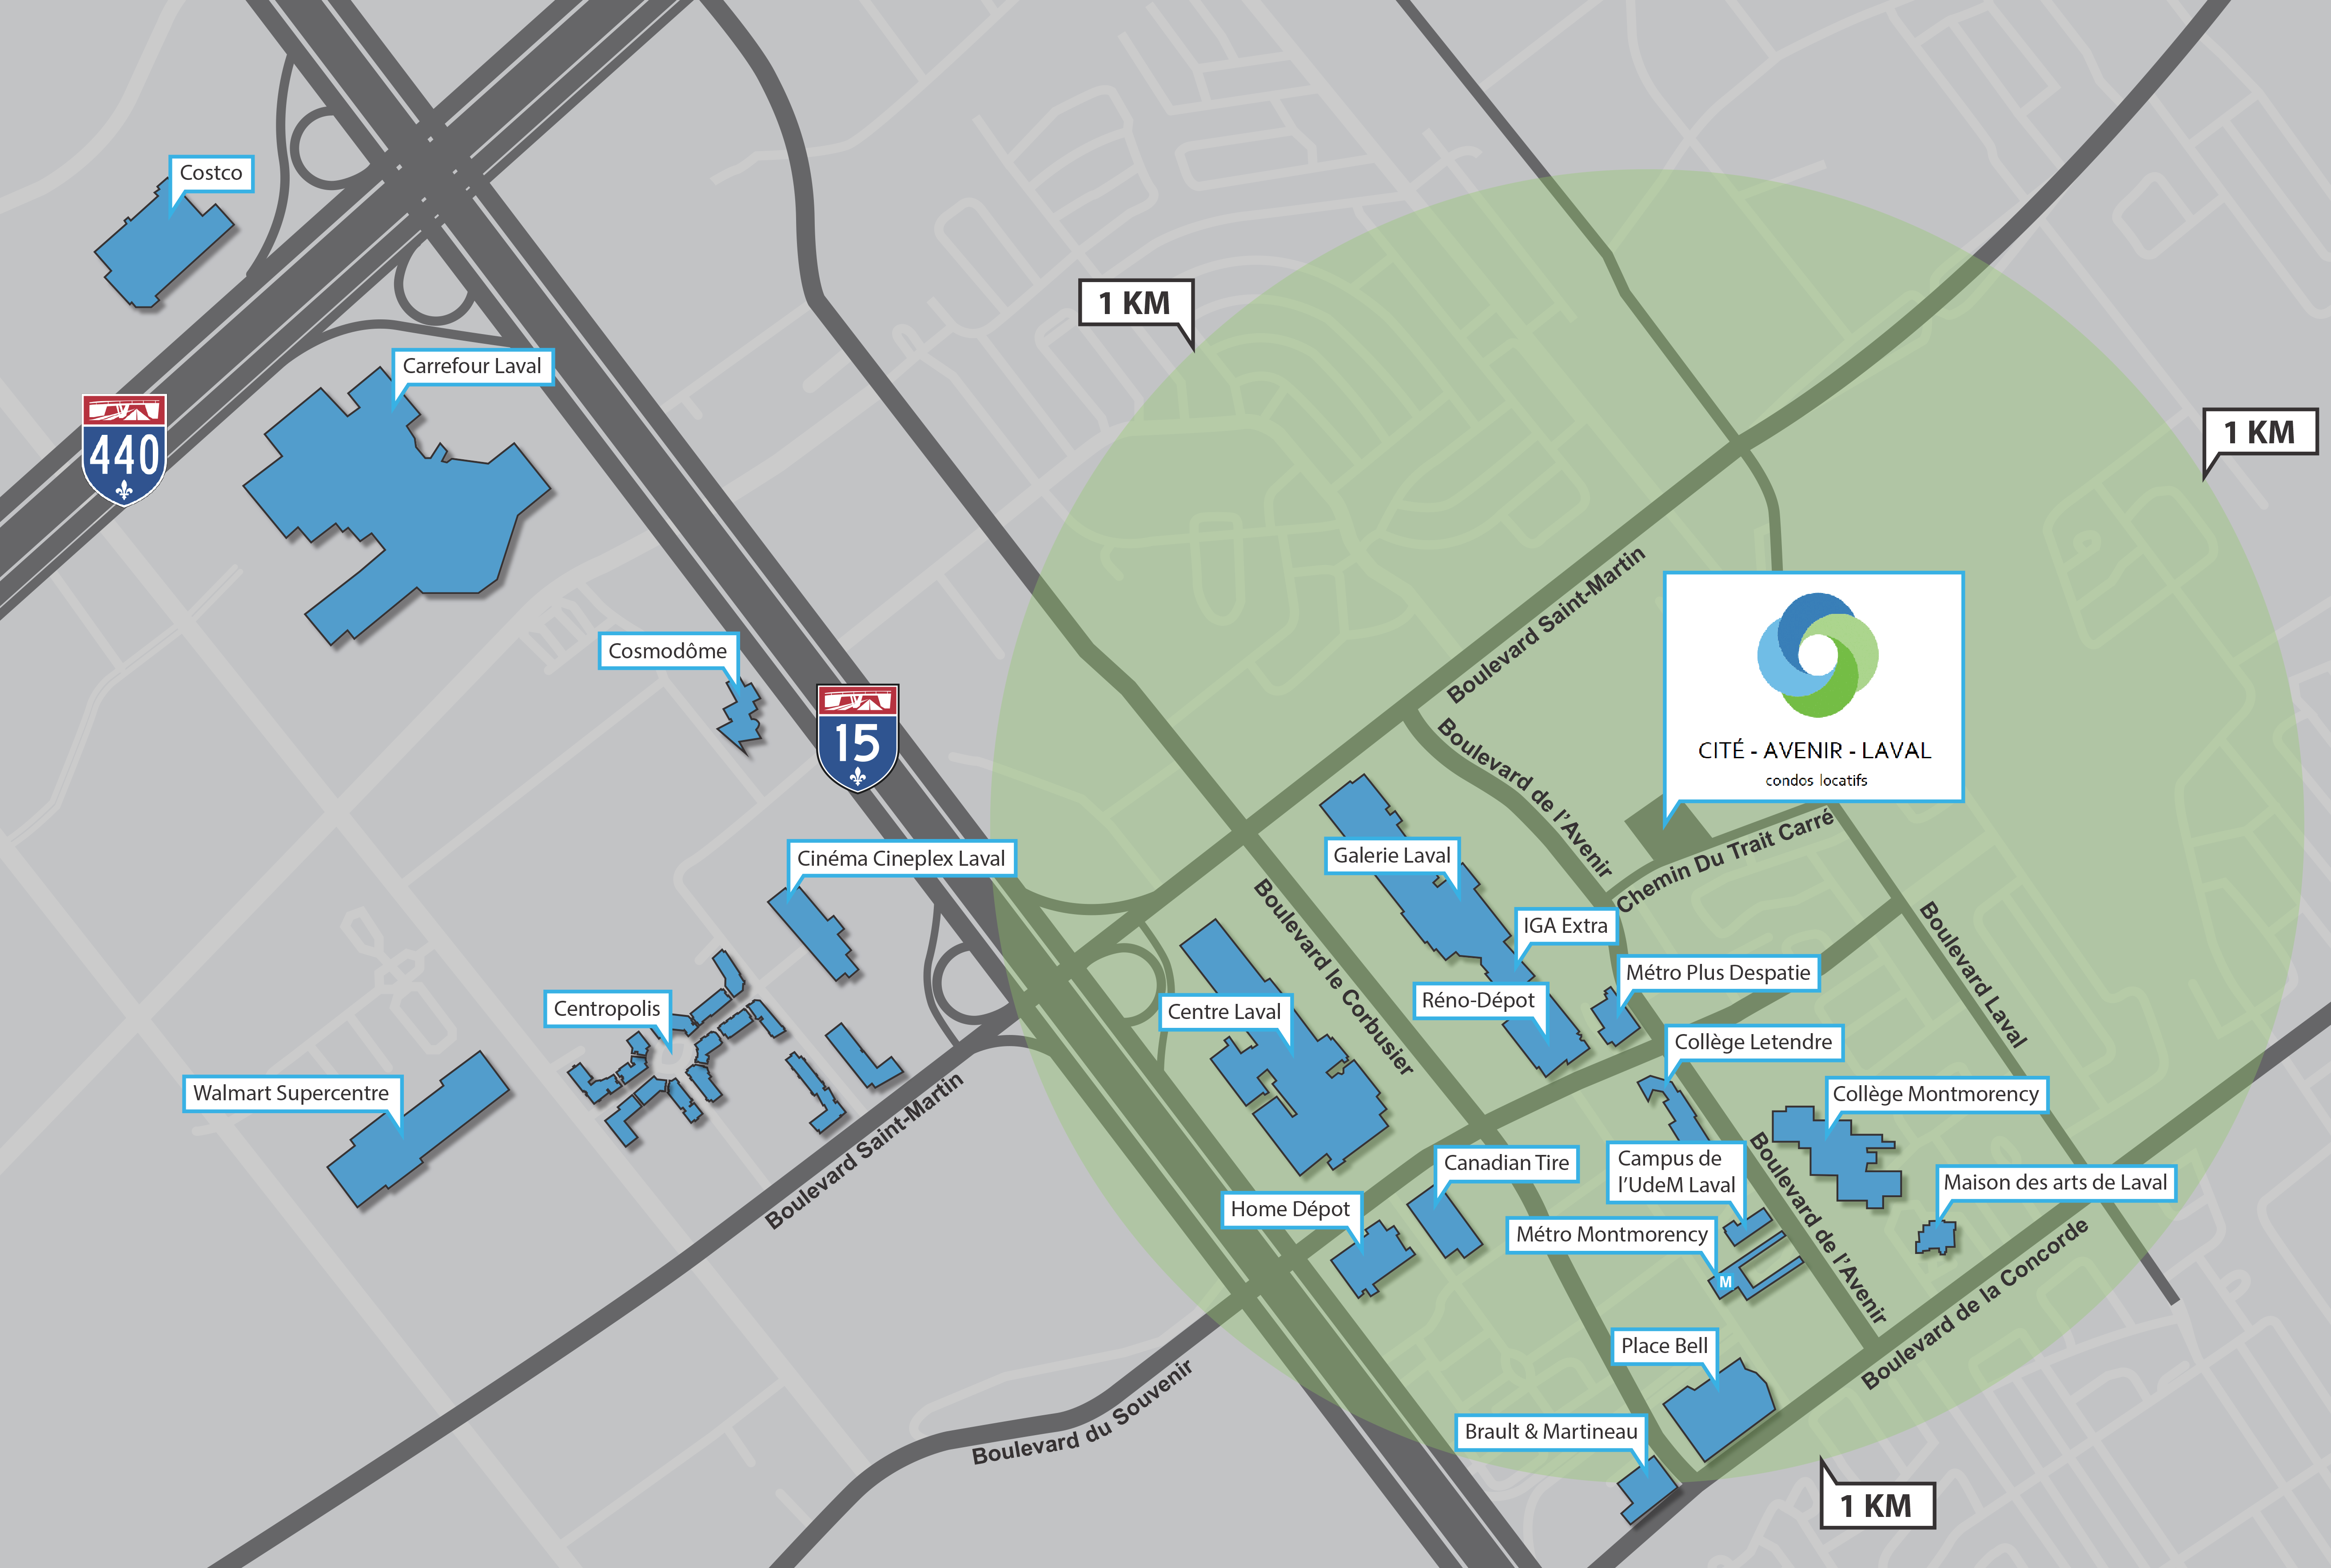 Costco
Carrefour Laval
440
1 KM
1 KM
Cosmodôme
15
Boulevard Saint-Martin
CITÉ - AVENIR - LAVAL
condos locatifs
Boulevard de l'Avenir
Chemin Du Trait Carré
Cinéma Cineplex Laval
Galerie Laval
IGA Extra
Métro Plus Despatie
Réno-Dépot
Boulevard le Corbusier
Boulevard Laval
Centropolis
Centre Laval
Collège Letendre
Walmart Supercentre
Collège Montmorency
Boulevard Saint-Martin
Canadian Tire
Campus de
l'UdeM Laval
Maison des arts de Laval
Home Dépot
Métro Montmorency
M
Boulevard de l'Avenir
Boulevard de la Concorde
Place Bell
Boulevard du Souvenir
Brault & Martineau
1 KM